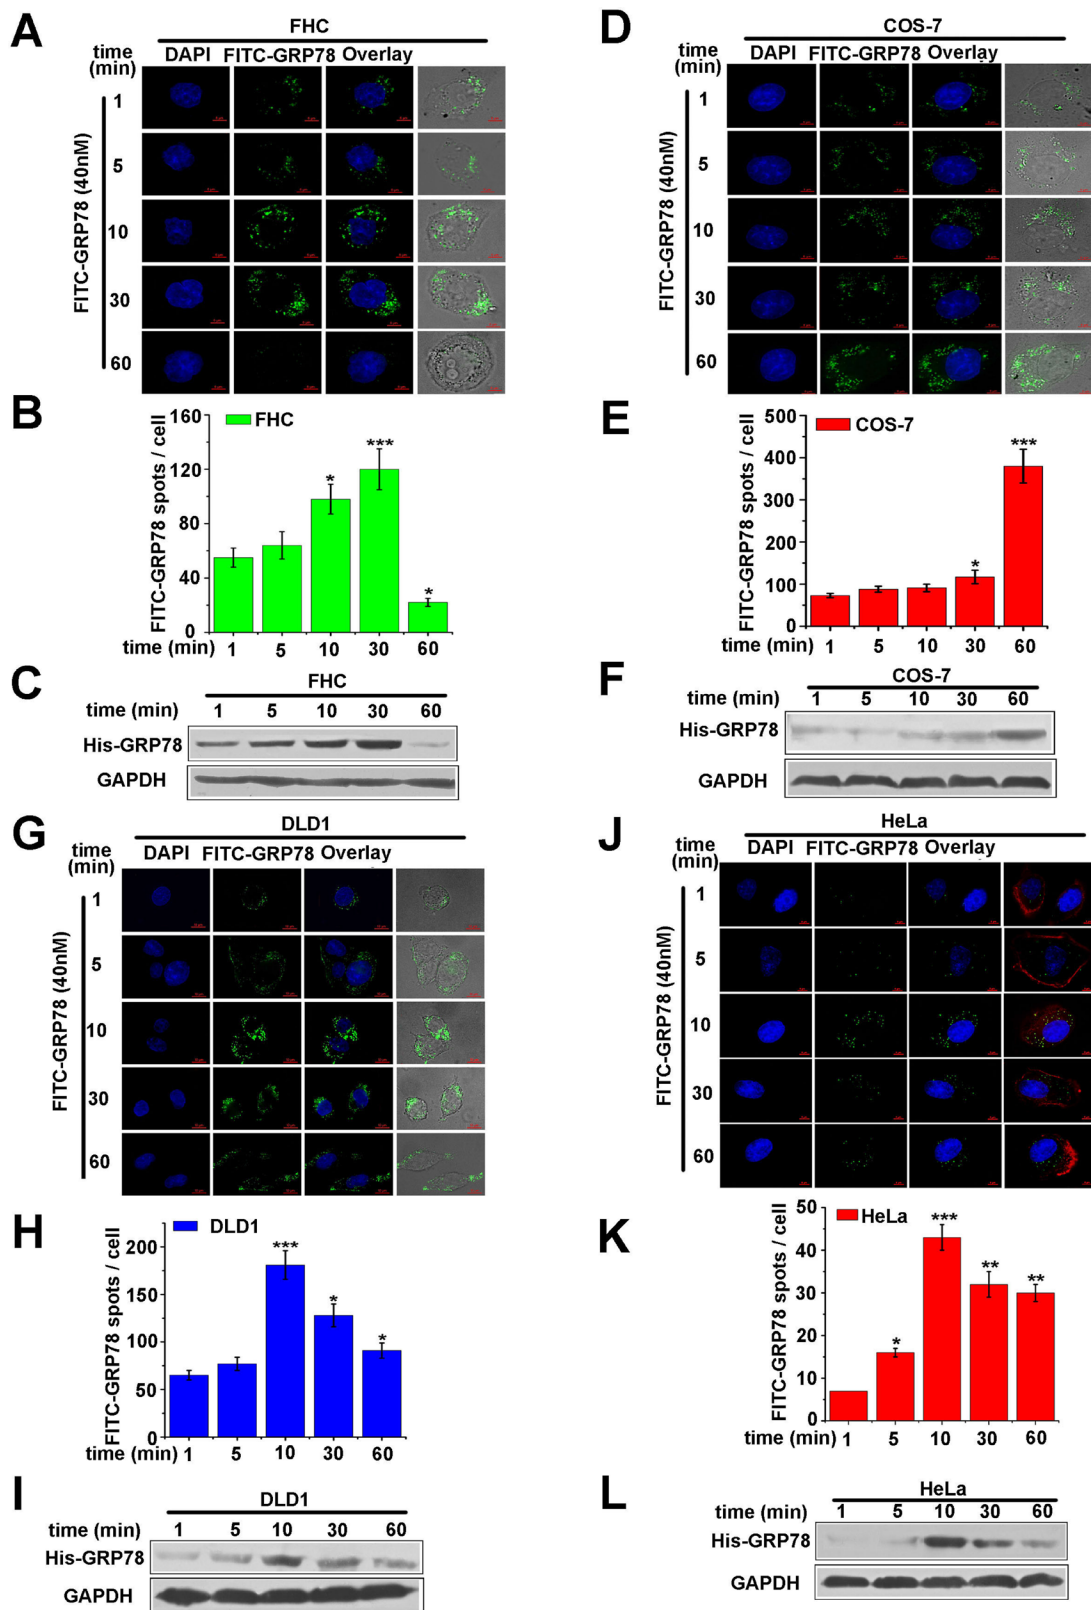 A
FHC
time (min)
DAPI FITC-GRP78 Overlay
FITC-GRP78 (40nM)
1
5
10
30
60
B
FHC
FITC-GRP78 spots / cell
160
120
80
40
0
time (min) 1 5 10 30 60
*
***
*
C
FHC
time (min) 1 5 10 30 60
His-GRP78
GAPDH
D
COS-7
time (min)
DAPI FITC-GRP78 Overlay
FITC-GRP78 (40nM)
1
5
10
30
60
E
COS-7
FITC-GRP78 spots / cell
500
400
300
200
100
0
time (min) 1 5 10 30 60
*
***
F
COS-7
time (min) 1 5 10 30 60
His-GRP78
GAPDH
G
DLD1
time (min)
DAPI FITC-GRP78 Overlay
FITC-GRP78 (40nM)
1
5
10
30
60
H
DLD1
FITC-GRP78 spots / cell
200
150
100
50
0
time (min) 1 5 10 30 60
***
*
*
I
DLD1
time (min) 1 5 10 30 60
His-GRP78
GAPDH
J
HeLa
time (min)
DAPI FITC-GRP78 Overlay
FITC-GRP78 (40nM)
1
5
10
30
60
K
HeLa
FITC-GRP78 spots / cell
50
40
30
20
10
0
time (min) 1 5 10 30 60
*
***
**
**
L
HeLa
time (min) 1 5 10 30 60
His-GRP78
GAPDH